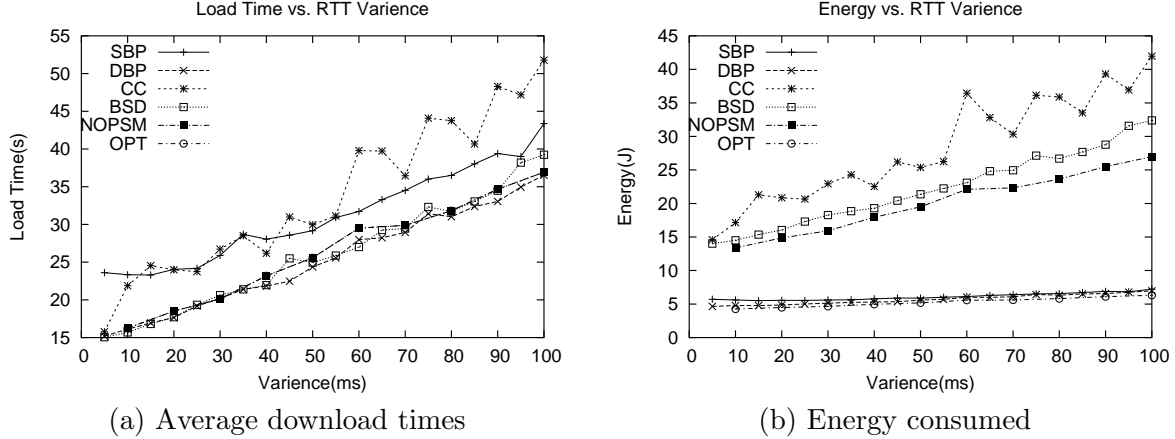 Load Time vs. RTT Varience
Load Time(s)
55
50
45
40
35
30
25
20
15
SBP
DBP
CC
BSD
NOPSM
OPT
0 10 20 30 40 50 60 70 80 90 100
Varience(ms)
(a) Average download times
Energy vs. RTT Varience
Energy(J)
45
40
35
30
25
20
15
10
5
0
SBP
DBP
CC
BSD
NOPSM
OPT
0 10 20 30 40 50 60 70 80 90 100
Varience(ms)
(b) Energy consumed